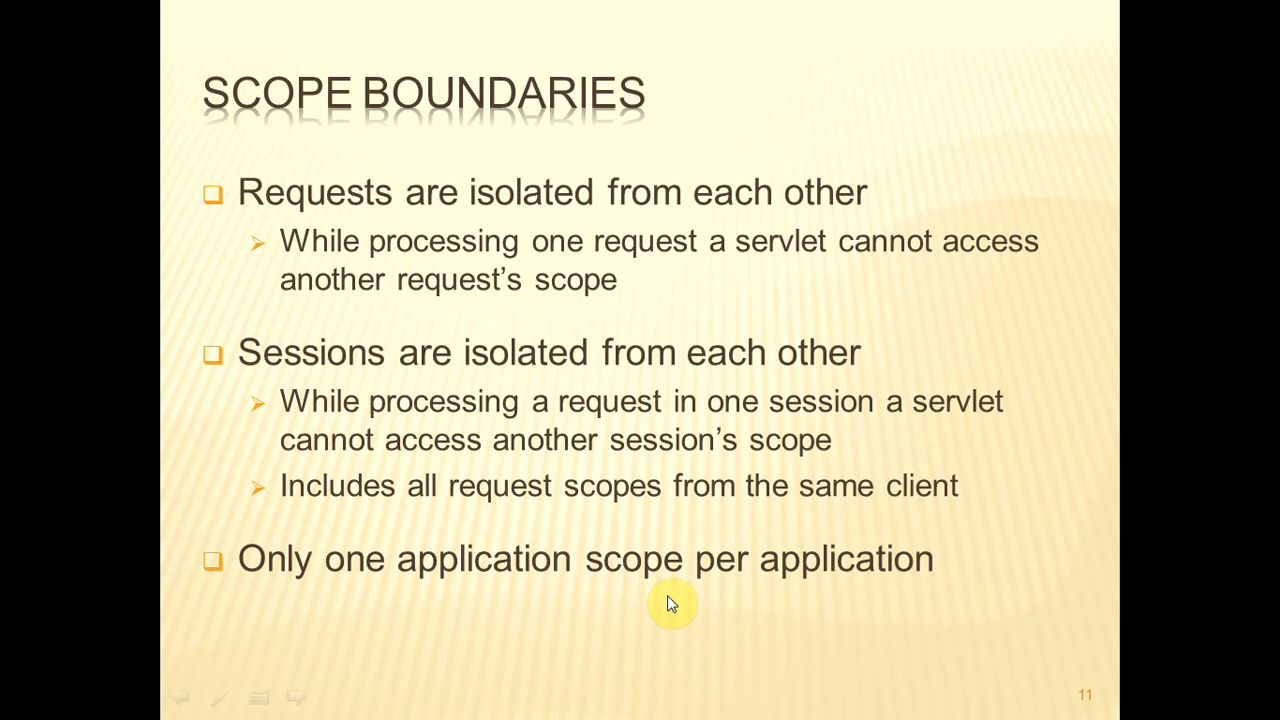 SCOPE BOUNDARIES
Requests are isolated from each other
While processing one request a servlet cannot access
another request’s scope
Sessions are isolated from each other
While processing a request in one session a servlet
cannot access another session’s scope
Includes all request scopes from the same client
Only one application scope per application
11